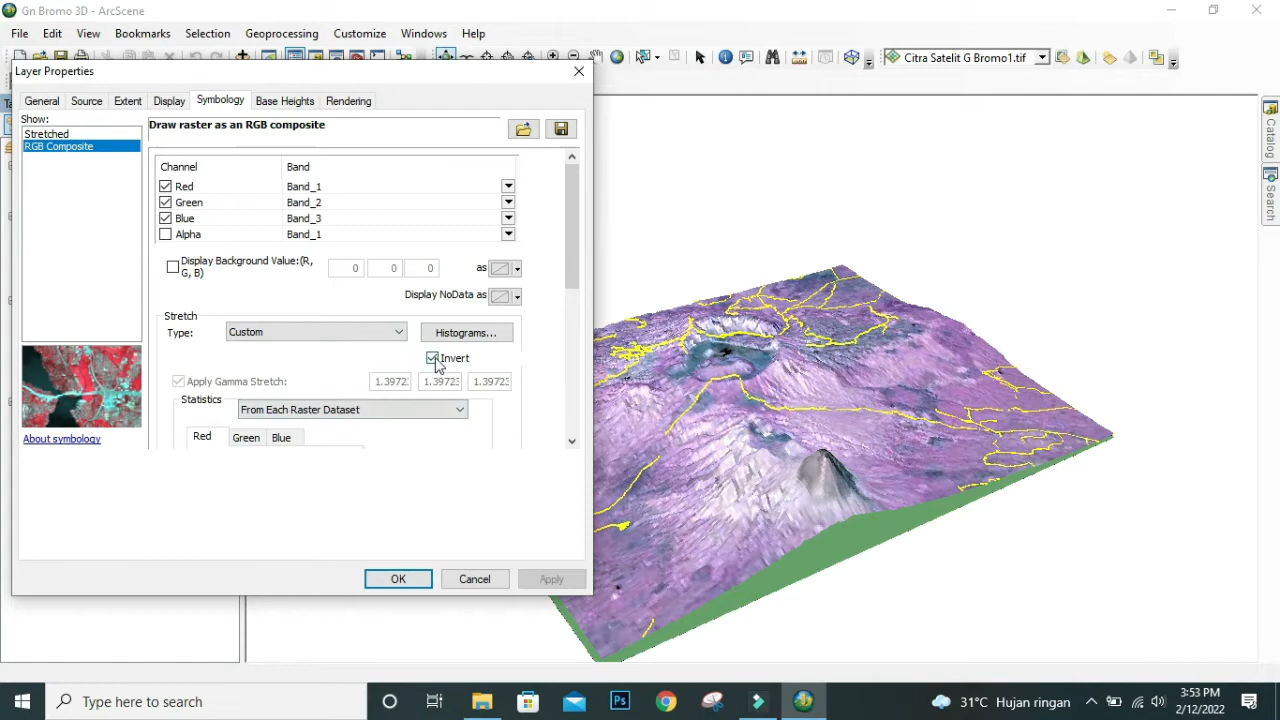 Gn Bromo 3D - ArcScene
File Edit View Bookmarks Selection Geoprocessing Customize Windows Help
Citra Satelit G Bromo1.tif
Layer Properties
General Source Extent Display Symbology Base Heights Rendering
Show:
Stretched
RGB Composite
Draw raster as an RGB composite
Channel Band
Red Band_1
Green Band_2
Blue Band_3
Alpha Band_1
Display Background Value:(R,
G, B) 0 0 0 as
Display NoData as
Stretch
Type: Custom Histograms...
Invert
Apply Gamma Stretch: 1.3972 1.3972 1.3972
Statistics From Each Raster Dataset
Red Green Blue
About symbology
OK Cancel Apply
Catalog
Search
Type here to search
31°C Hujan ringan
3:53 PM
2/12/2022